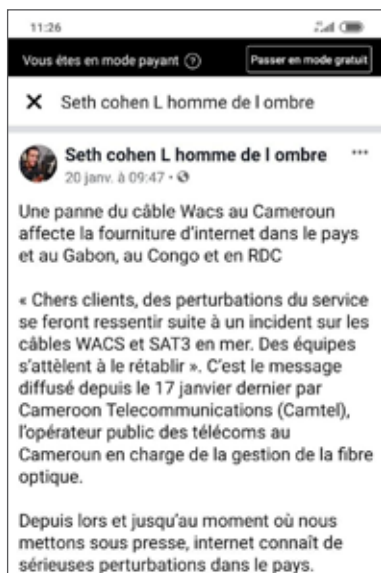 11:26
Vous êtes en mode payant ?
Passer en mode gratuit
× Seth cohen L homme de l ombre
Seth cohen L homme de l ombre ...
20 janv. à 09:47 ·
Une panne du câble Wacs au Cameroun
affecte la fourniture d'internet dans le pays
et au Gabon, au Congo et en RDC
« Chers clients, des perturbations du service
se feront ressentir suite à un incident sur les
câbles WACS et SAT3 en mer. Des équipes
s'attèlent à le rétablir ». C'est le message
diffusé depuis le 17 janvier dernier par
Cameroon Telecommunications (Camtel),
l'opérateur public des télécoms au
Cameroun en charge de la gestion de la fibre
optique.
Depuis lors et jusqu'au moment où nous
mettons sous presse, internet connaît de
sérieuses perturbations dans le pays.